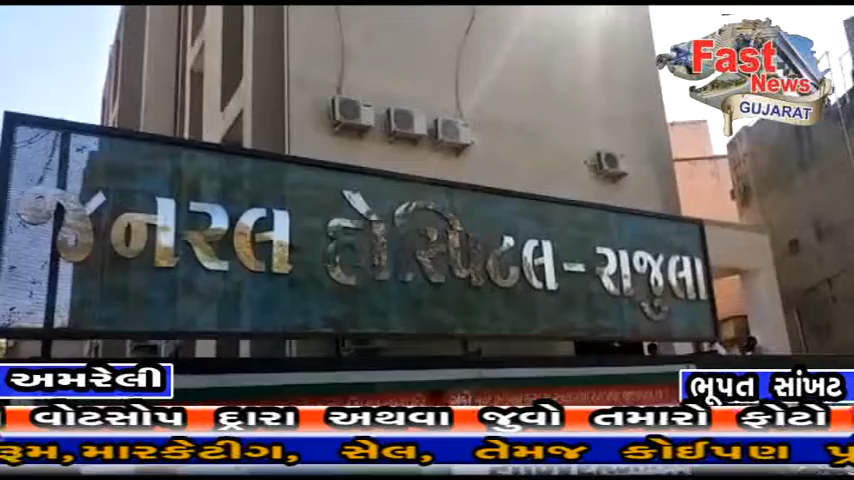 Fast
News
GUJARAT
જનરલ હોસ્પીટલ - રાજુલા
અમરેલી
ભૂપત સાંખટ
વોટસોપ દ્વારા અથવા જુવો તમારો ફોટો
રૂમ,માર્કેટીંગ, સેલ, તેમજ કોઈપણ